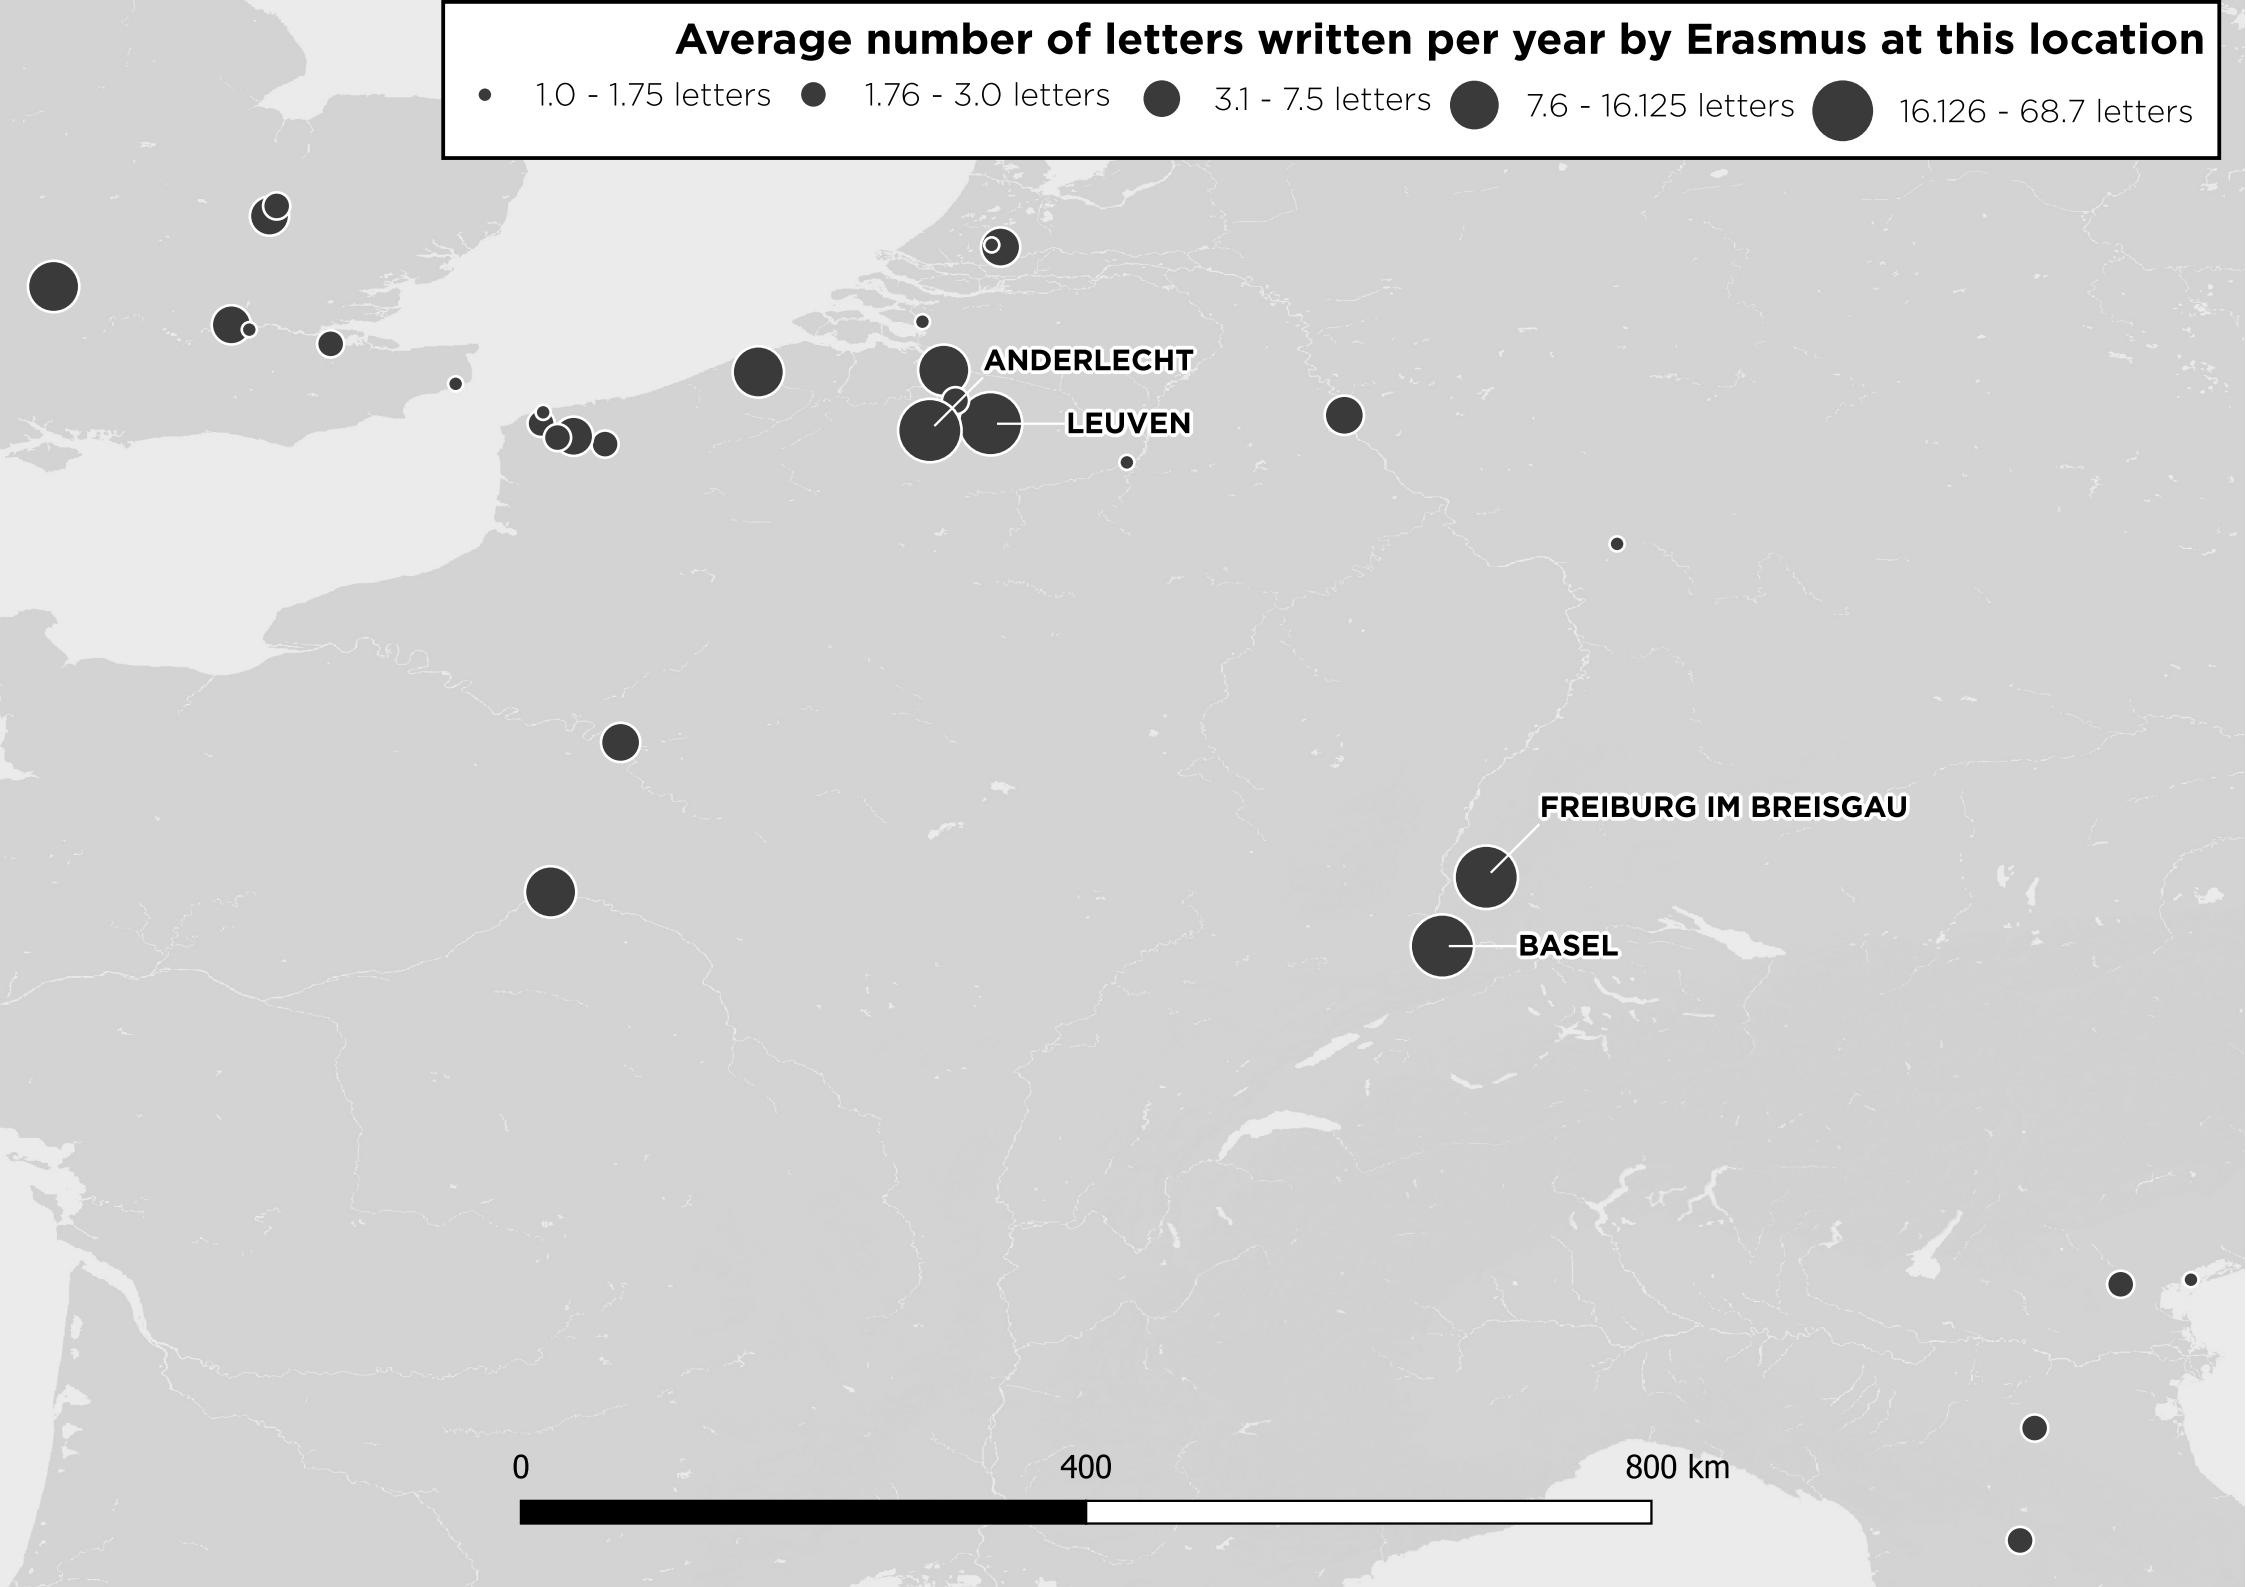 Average number of letters written per year by Erasmus at this location
1.0 - 1.75 letters 1.76 - 3.0 letters 3.1 - 7.5 letters 7.6 - 16.125 letters 16.126 - 68.7 letters
ANDERLECHT
LEUVEN
FREIBURG IM BREISGAU
BASEL
0 400 800 km